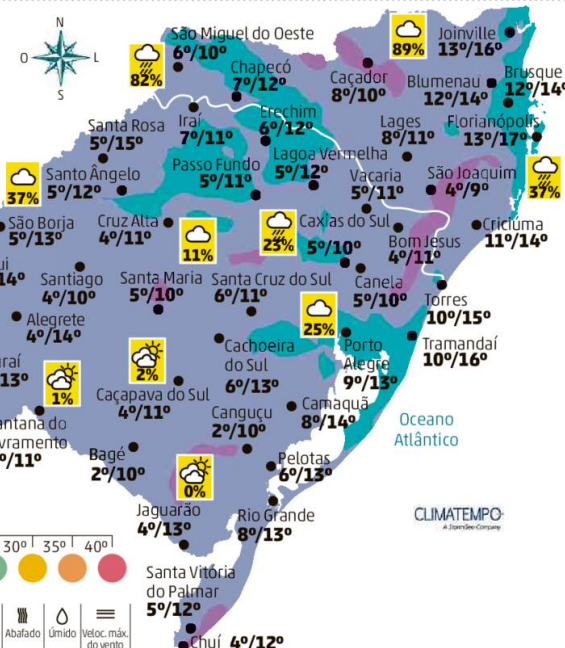 N
O
L
S
São Miguel do Oeste
6º/10º
82%
Chapecó
7º/12º
89%
Caçador
8º/10º
Joinville
13º/16º
Blumenau
12º/14º
Brusque
12º/14º
Santa Rosa
5º/15º
Iraí
7º/11º
Erechim
6º/12º
Lages
8º/11º
Florianópolis
13º/17º
37%
Santo Ângelo
5º/12º
Passo Fundo
5º/11º
Lagoa Vermelha
5º/12º
Vacaria
5º/11º
São Joaquim
4º/9º
37%
São Borja
5º/13º
Cruz Alta
4º/11º
11%
23%
Caxias do Sul
5º/10º
Bom Jesus
4º/11º
Criciúma
11º/14º
ui
14º
Santiago
4º/10º
Santa Maria
5º/10º
Santa Cruz do Sul
6º/11º
Canela
5º/10º
Torres
10º/15º
Alegrete
4º/14º
25%
Porto
Alegre
9º/13º
Tramandaí
10º/16º
raí
13º
1%
2%
Caçapava do Sul
4º/11º
Cachoeira
do Sul
6º/13º
Camaquã
8º/14º
Oceano
Atlântico
antana do
vramento
º/11º
Bagé
2º/10º
Canguçu
2º/10º
0%
Pelotas
6º/13º
Jaguarão
4º/13º
Rio Grande
8º/13º
CLIMATEMPO
A StormGeo Company
30º 35º 40º
Santa Vitória
do Palmar
5º/12º
Abafado
Úmido
Veloc. máx.
do vento
Chuí 4º/12º